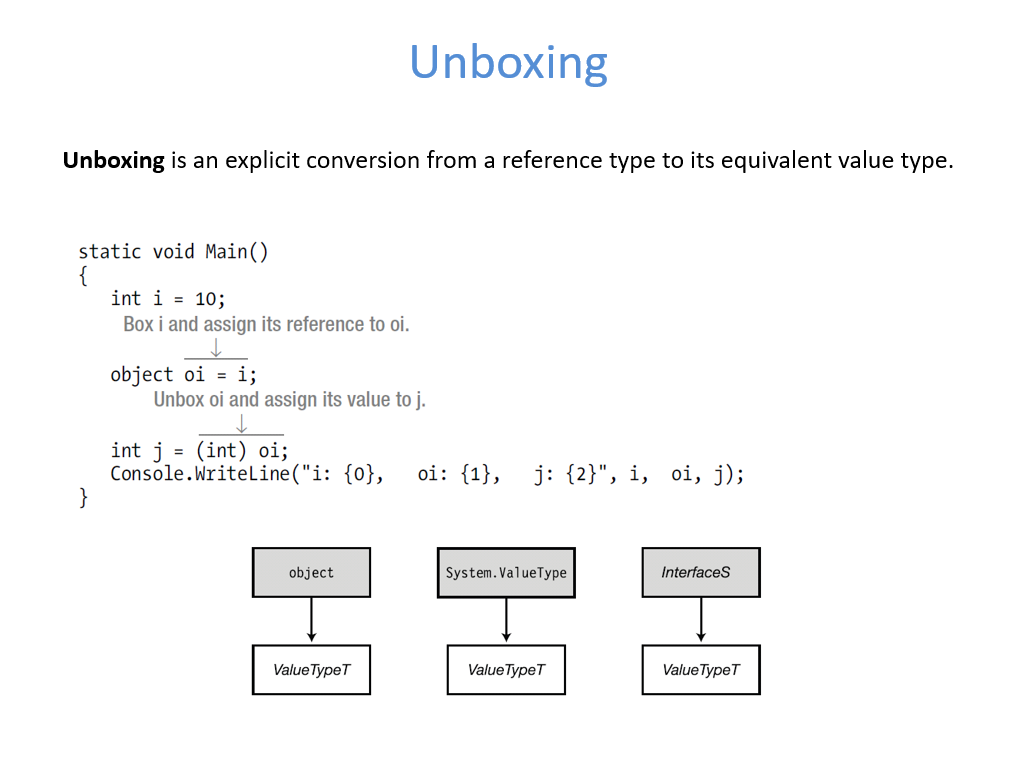 Unboxing
Unboxing is an explicit conversion from a reference type to its equivalent value type.
static void Main()
{
int i = 10;
Box i and assign its reference to oi.
object oi = i;
Unbox oi and assign its value to j.
int j = (int) oi;
Console.WriteLine("i: {0},   oi: {1},   j: {2}", i,  oi, j);
}
object System.ValueType InterfaceS
ValueTypeT ValueTypeT ValueTypeT